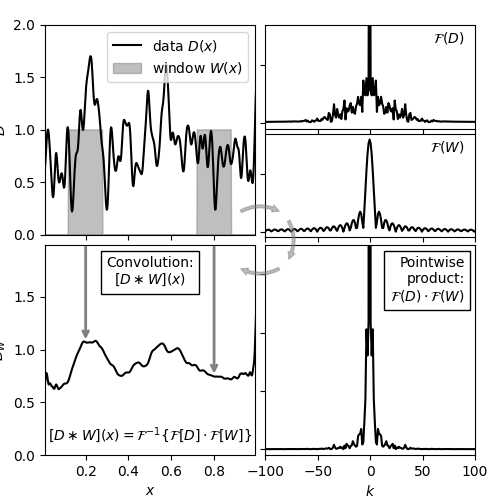 2.0
1.5
1.0
0.5
0.0
D
data D(x)
window W(x)
ℱ(D)
ℱ(W)
1.5
1.0
0.5
0.0
Convolution:
[D ∗ W](x)
[D ∗ W](x) = ℱ⁻¹{ℱ[D] · ℱ[W]}
0.2 0.4 0.6 0.8
x
Pointwise
product:
ℱ(D) · ℱ(W)
−100 −50 0 50 100
k